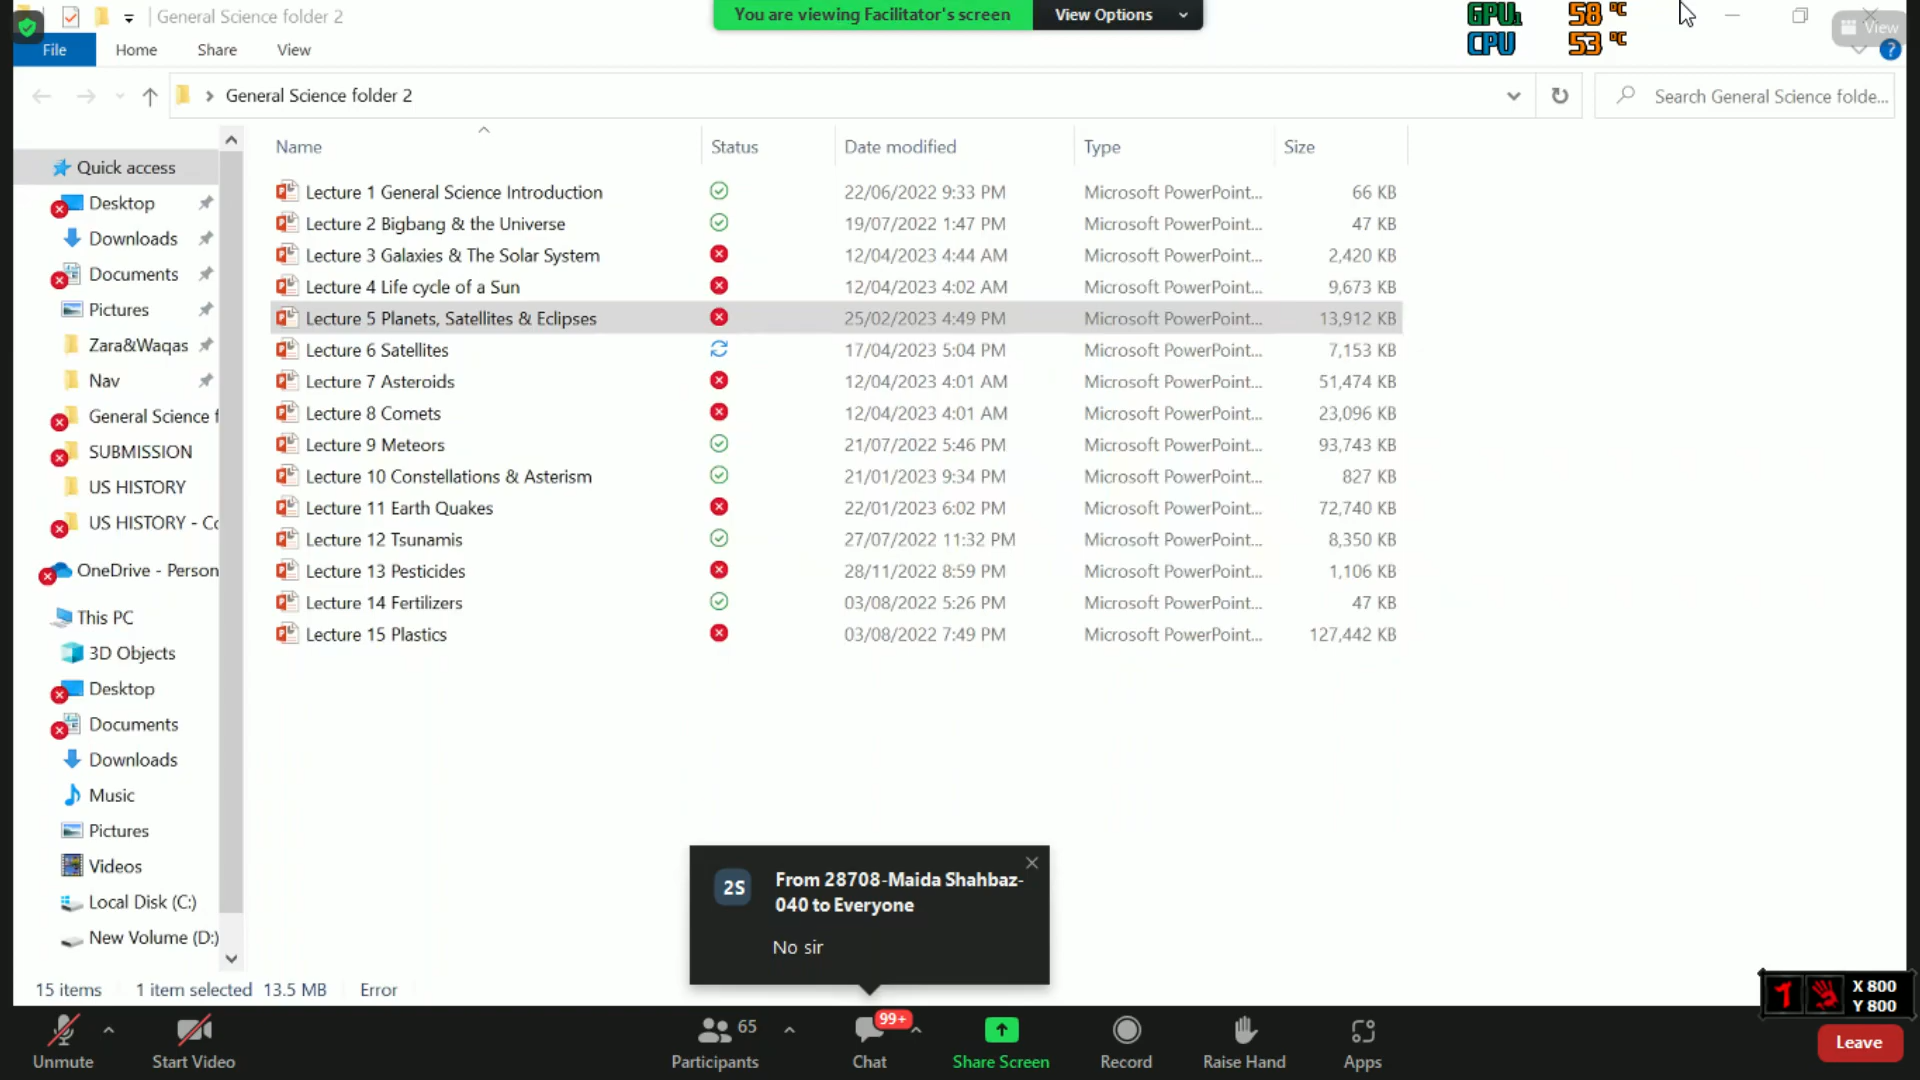 General Science folder 2
You are viewing Facilitator's screen
View Options
GPU1 58 °C
CPU 53 °C
View
File Home Share View
General Science folder 2
Search General Science folde...
Name Status Date modified Type Size
Lecture 1 General Science Introduction 22/06/2022 9:33 PM Microsoft PowerPoint... 66 KB
Lecture 2 Bigbang & the Universe 19/07/2022 1:47 PM Microsoft PowerPoint... 47 KB
Lecture 3 Galaxies & The Solar System 12/04/2023 4:44 AM Microsoft PowerPoint... 2,420 KB
Lecture 4 Life cycle of a Sun 12/04/2023 4:02 AM Microsoft PowerPoint... 9,673 KB
Lecture 5 Planets, Satellites & Eclipses 25/02/2023 4:49 PM Microsoft PowerPoint... 13,912 KB
Lecture 6 Satellites 17/04/2023 5:04 PM Microsoft PowerPoint... 7,153 KB
Lecture 7 Asteroids 12/04/2023 4:01 AM Microsoft PowerPoint... 51,474 KB
Lecture 8 Comets 12/04/2023 4:01 AM Microsoft PowerPoint... 23,096 KB
Lecture 9 Meteors 21/07/2022 5:46 PM Microsoft PowerPoint... 93,743 KB
Lecture 10 Constellations & Asterism 21/01/2023 9:34 PM Microsoft PowerPoint... 827 KB
Lecture 11 Earth Quakes 22/01/2023 6:02 PM Microsoft PowerPoint... 72,740 KB
Lecture 12 Tsunamis 27/07/2022 11:32 PM Microsoft PowerPoint... 8,350 KB
Lecture 13 Pesticides 28/11/2022 8:59 PM Microsoft PowerPoint... 1,106 KB
Lecture 14 Fertilizers 03/08/2022 5:26 PM Microsoft PowerPoint... 47 KB
Lecture 15 Plastics 03/08/2022 7:49 PM Microsoft PowerPoint... 127,442 KB
Quick access
Desktop
Downloads
Documents
Pictures
Zara&Waqas
Nav
General Science f
SUBMISSION
US HISTORY
US HISTORY - Co
OneDrive - Person
This PC
3D Objects
Desktop
Documents
Downloads
Music
Pictures
Videos
Local Disk (C:)
New Volume (D:)
2S
From 28708-Maida Shahbaz-
040 to Everyone
No sir
15 items 1 item selected 13.5 MB Error
X 800
Y 800
Unmute
Start Video
65
Participants
99+
Chat
Share Screen
Record
Raise Hand
Apps
Leave